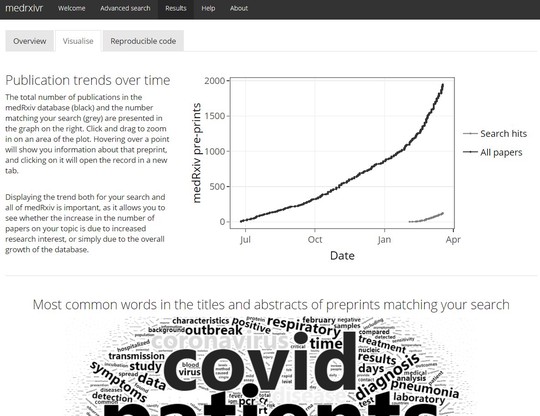 medrxivr Welcome Advanced search Results Help About
Overview Visualise Reproducible code
Publication trends over time
The total number of publications in the
medRxiv database (black) and the number
matching your search (grey) are presented in
the graph on the right. Click and drag to zoom
in on an area of the plot. Hovering over a point
will show you information about that preprint,
and clicking on it will open the record in a new
tab.
Displaying the trend both for your search and
all of medRxiv is important, as it allows you to
see whether the increase in the number of
papers on your topic is due to increased
research interest, or simply due to the overall
growth of the database.
medRxiv pre-prints
2000
1500
1000
500
0
Jul Oct Jan Apr
Date
Search hits
All papers
Most common words in the titles and abstracts of preprints matching your search
characteristics protein february negative
background outbreak positive respiratory samples
coronavirus critical time treatment compared detected
hospitalized covid nucleic
transmission blood results
study virus days medical
symptoms spread data diagnosis analysis
diseases pneumonia
detection laboratory
patients